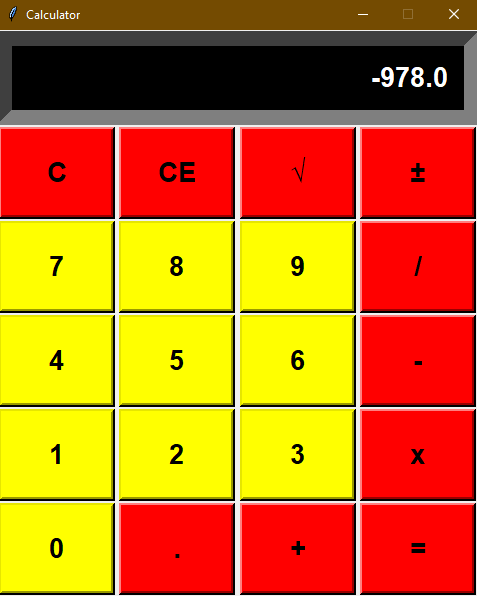 Calculator
-978.0
C CE √ ±
7 8 9 /
4 5 6 -
1 2 3 x
0 . + =